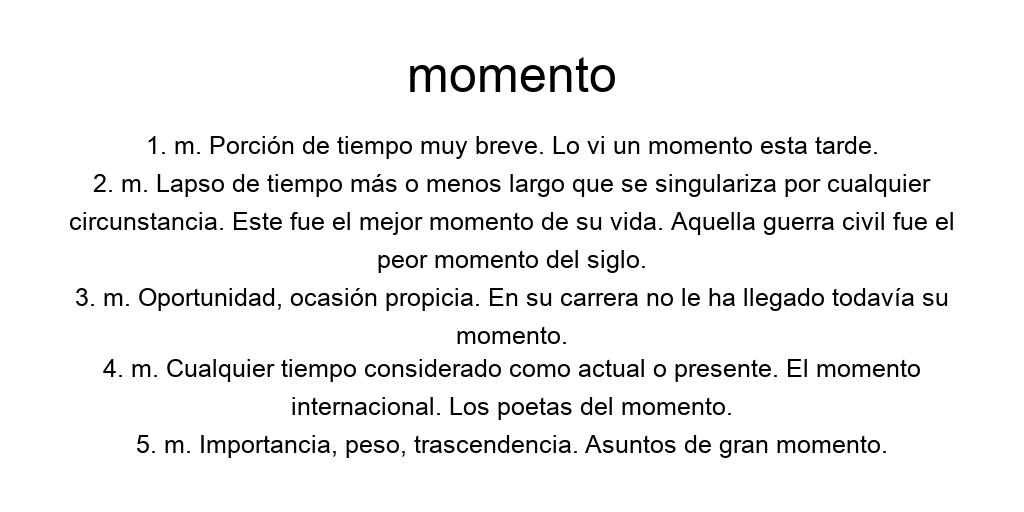 momento
1. m. Porción de tiempo muy breve. Lo vi un momento esta tarde.
2. m. Lapso de tiempo más o menos largo que se singulariza por cualquier
circunstancia. Este fue el mejor momento de su vida. Aquella guerra civil fue el
peor momento del siglo.
3. m. Oportunidad, ocasión propicia. En su carrera no le ha llegado todavía su
momento.
4. m. Cualquier tiempo considerado como actual o presente. El momento
internacional. Los poetas del momento.
5. m. Importancia, peso, trascendencia. Asuntos de gran momento.